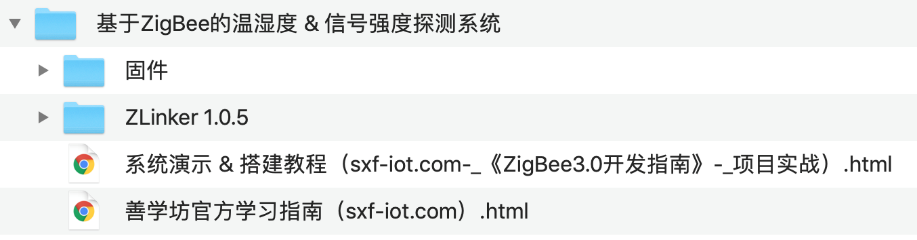 基于ZigBee的温湿度 & 信号强度探测系统
固件
ZLinker 1.0.5
系统演示 & 搭建教程（sxf-iot.com-_《ZigBee3.0开发指南》-_项目实战）.html
善学坊官方学习指南（sxf-iot.com）.html